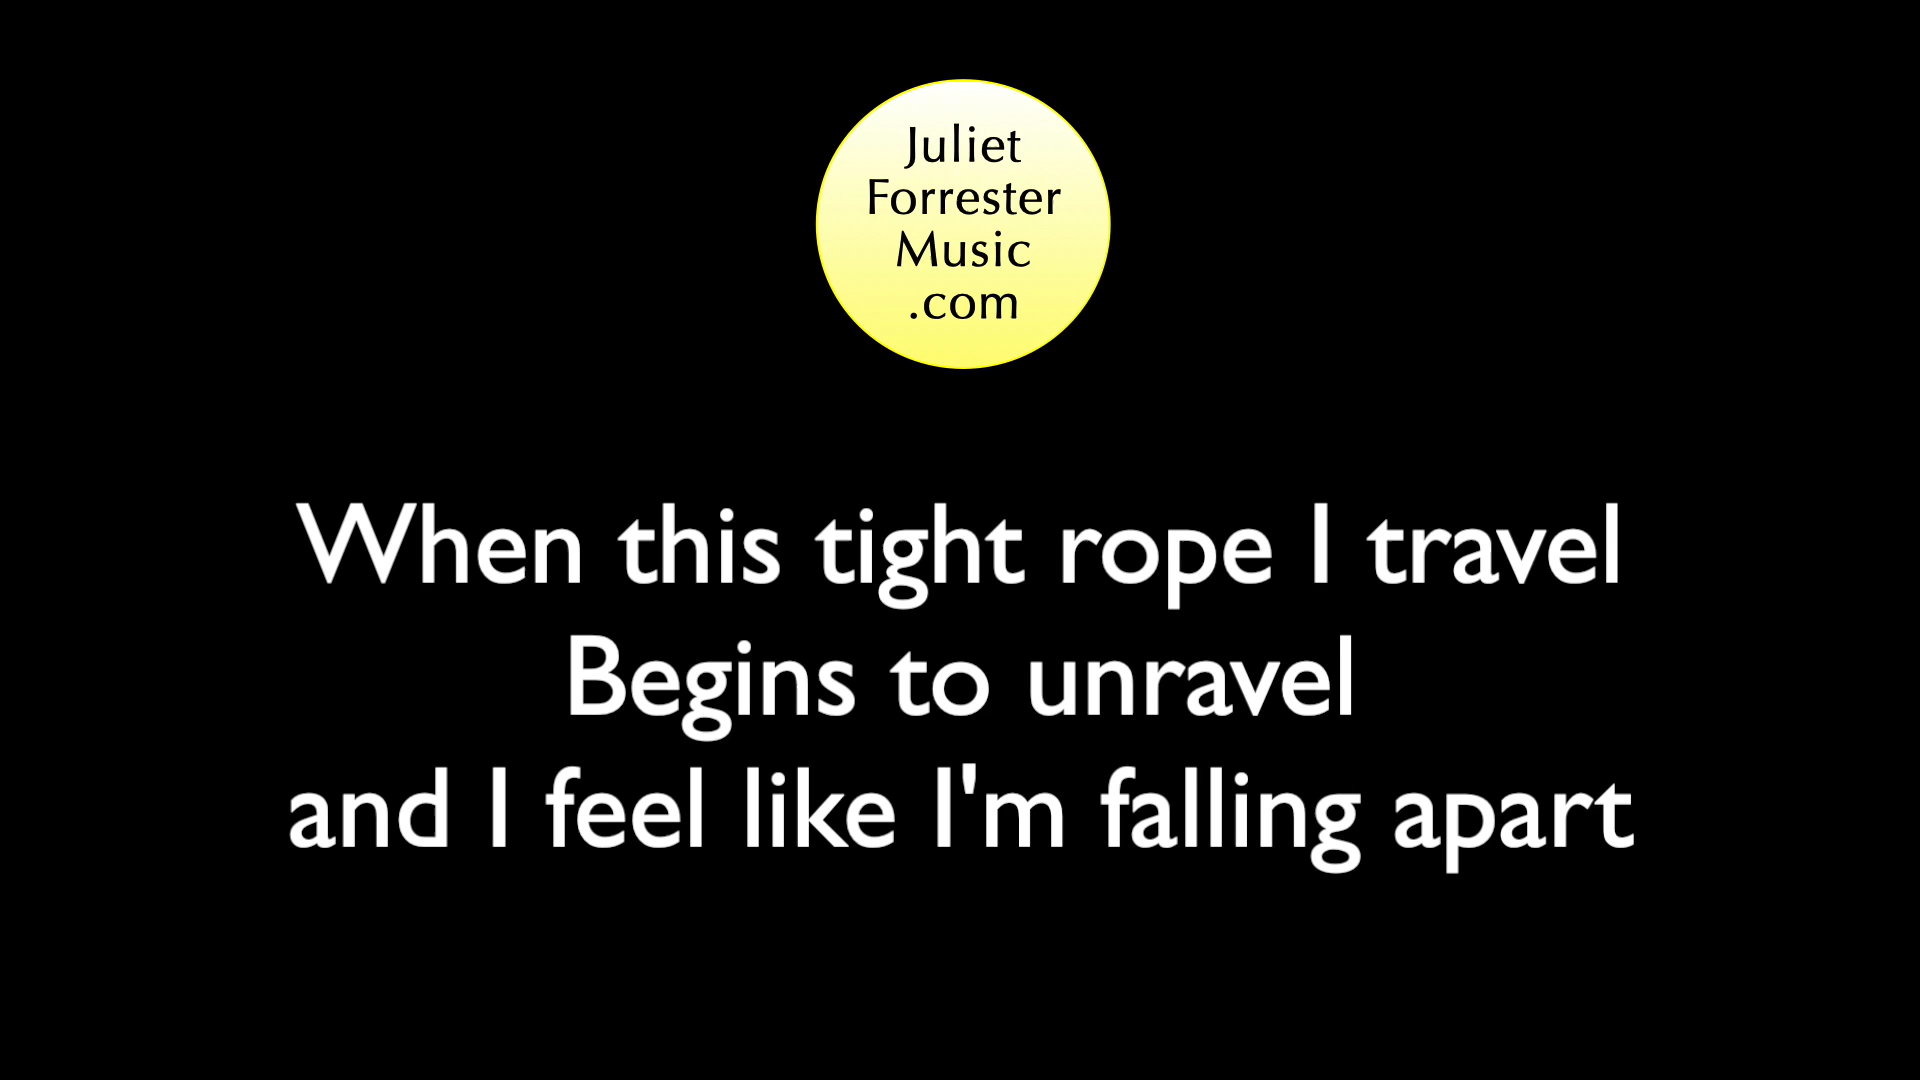 Juliet
Forrester
Music
.com
When this tight rope I travel
Begins to unravel
and I feel like I'm falling apart